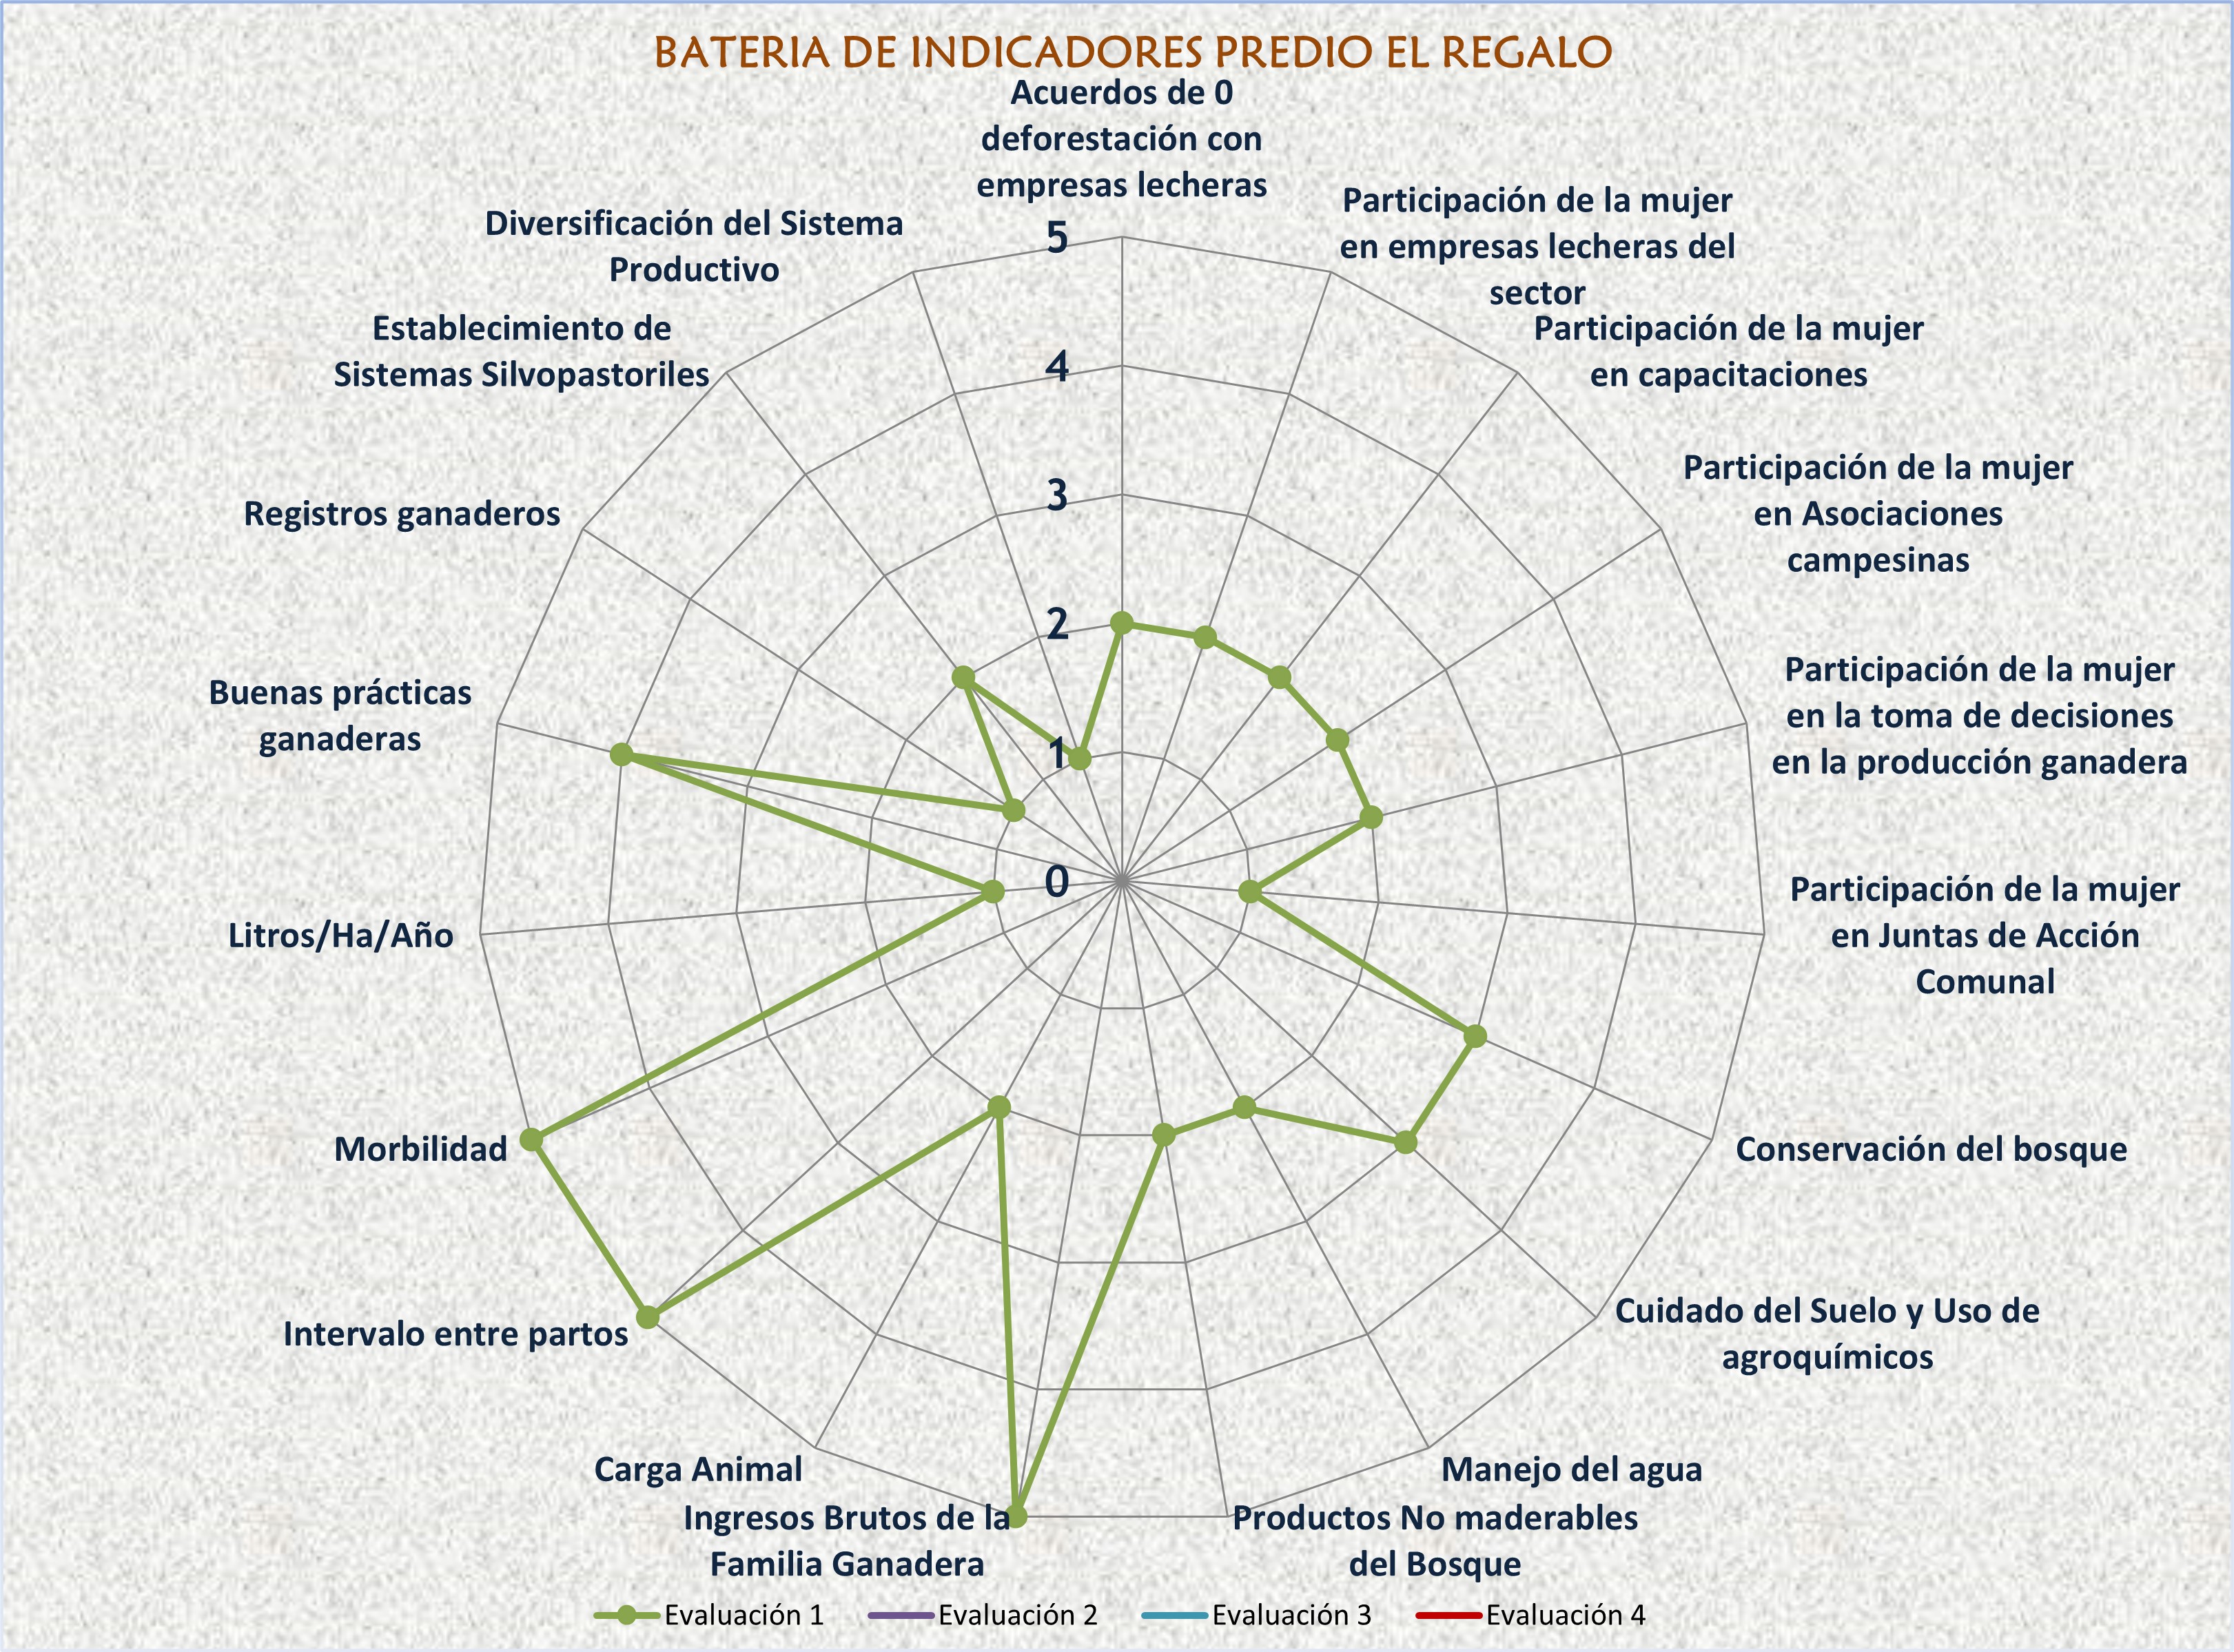 BATERIA DE INDICADORES PREDIO EL REGALO
Acuerdos de 0
deforestación con
empresas lecheras
Participación de la mujer
en empresas lecheras del
sector
Participación de la mujer
en capacitaciones
Participación de la mujer
en Asociaciones
campesinas
Participación de la mujer
en la toma de decisiones
en la producción ganadera
Participación de la mujer
en Juntas de Acción
Comunal
Conservación del bosque
Cuidado del Suelo y Uso de
agroquímicos
Manejo del agua
Productos No maderables
del Bosque
Ingresos Brutos de la
Familia Ganadera
Carga Animal
Intervalo entre partos
Morbilidad
Litros/Ha/Año
Buenas prácticas
ganaderas
Registros ganaderos
Establecimiento de
Sistemas Silvopastoriles
Diversificación del Sistema
Productivo
5
4
3
2
1
0
Evaluación 1
Evaluación 2
Evaluación 3
Evaluación 4